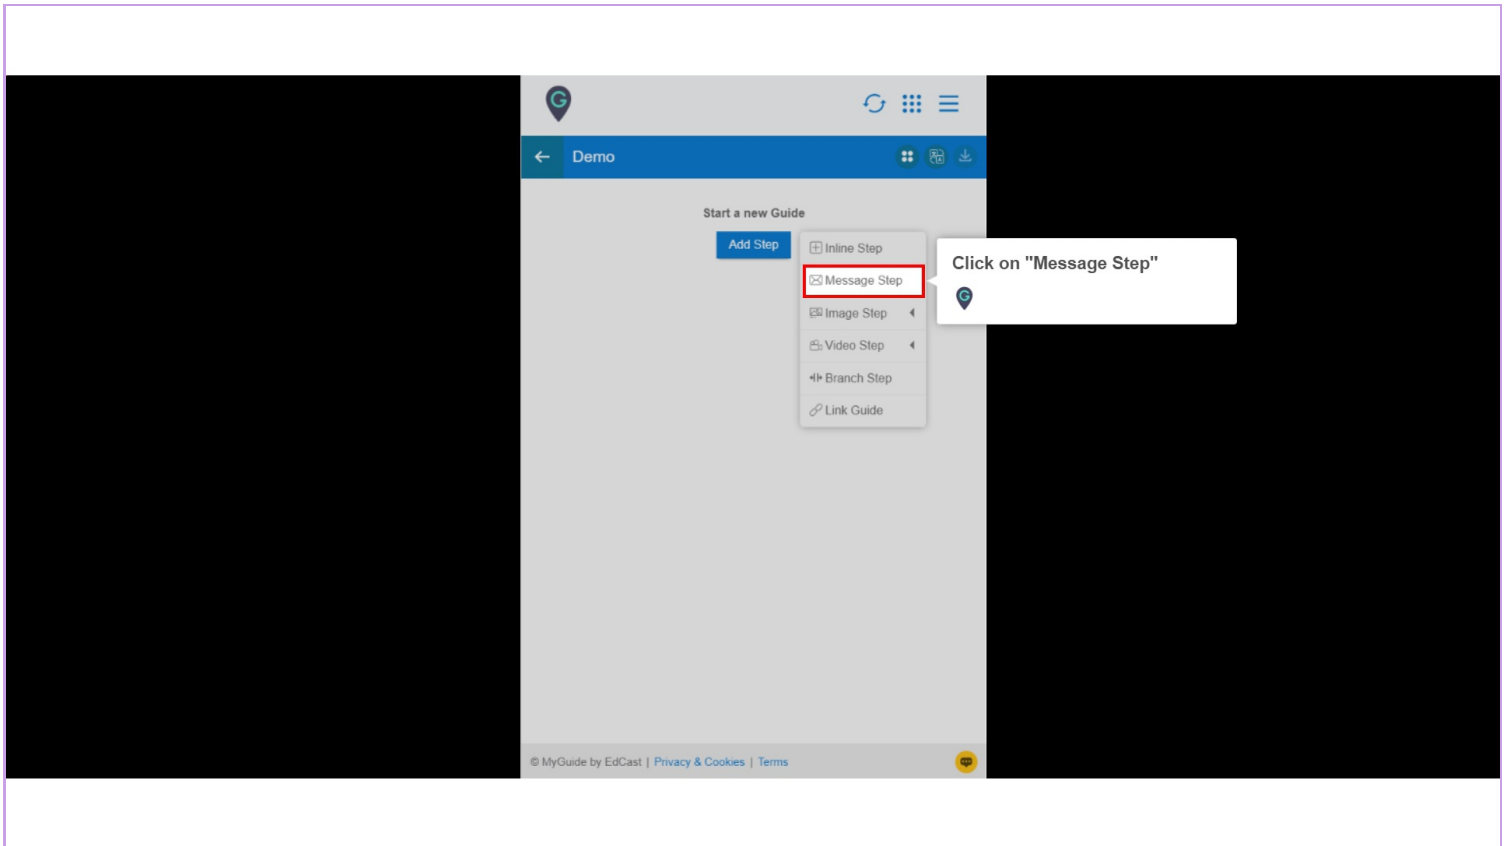 G
Demo
Start a new Guide
Add Step
Inline Step
Message Step
Image Step
Video Step
Branch Step
Link Guide
Click on "Message Step"
G
© MyGuide by EdCast | Privacy & Cookies | Terms